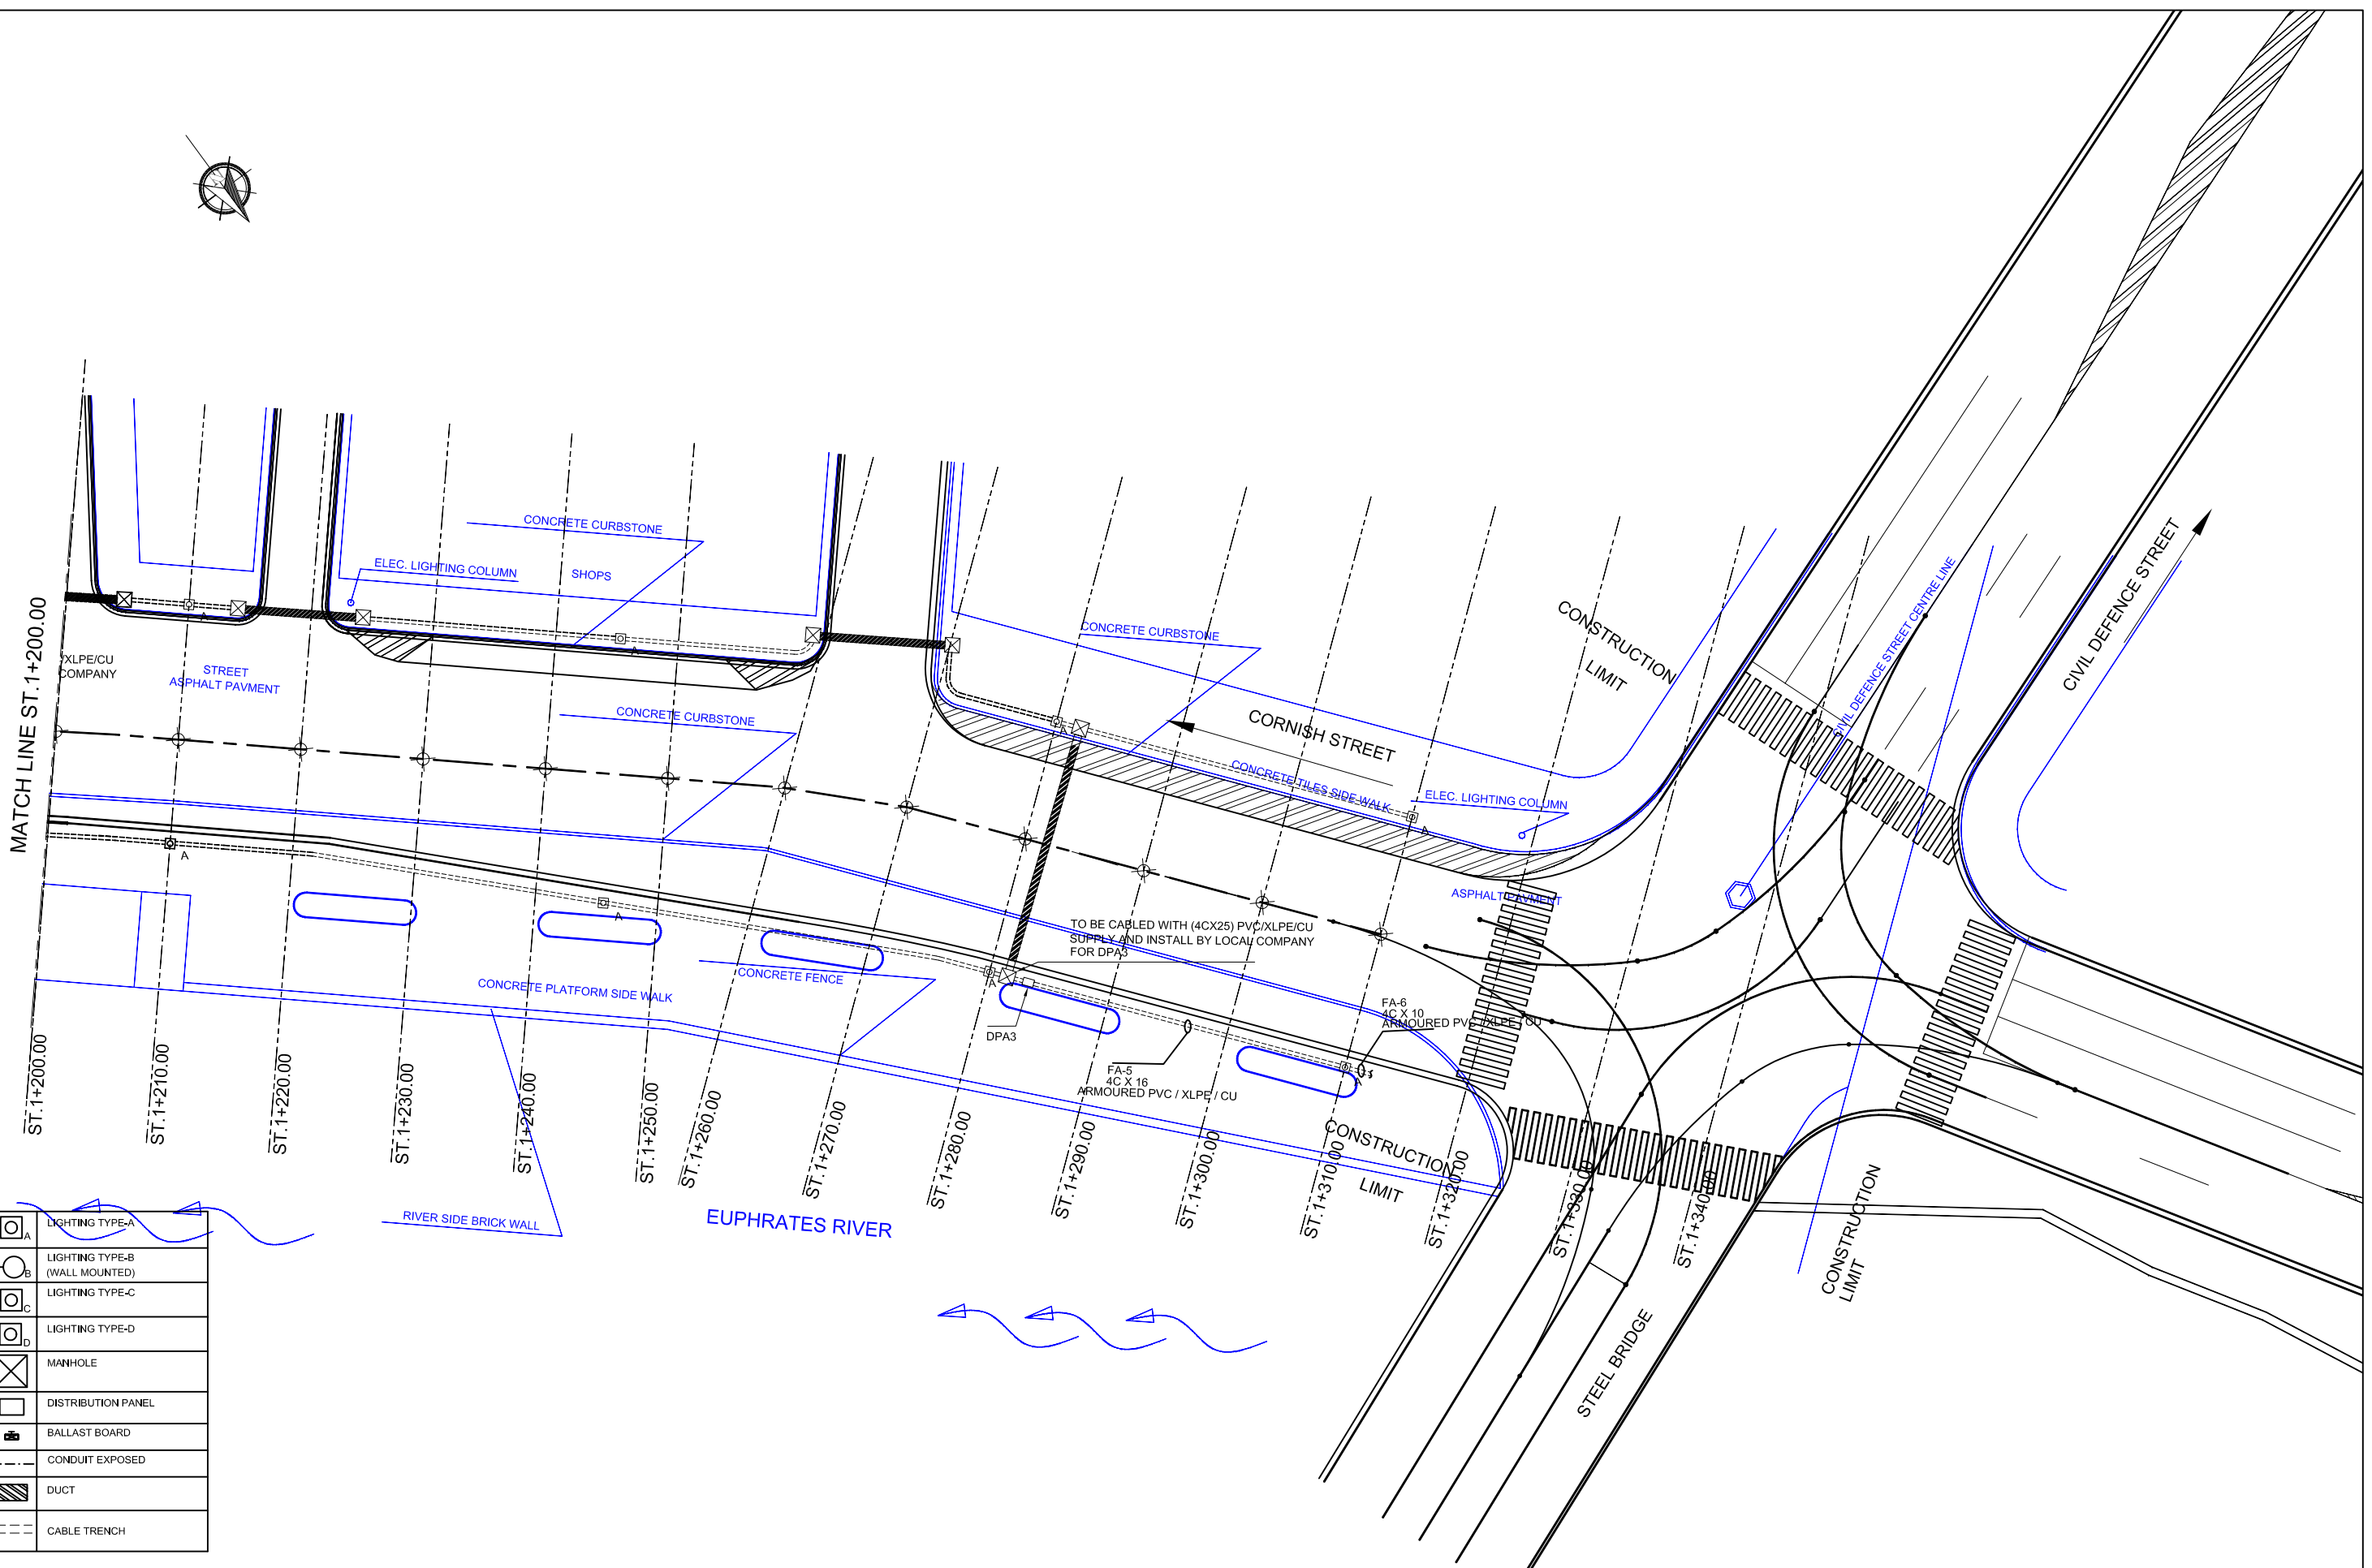 CONCRETE CURBSTONE
ELEC. LIGHTING COLUMN
SHOPS
MATCH LINE ST.1+200.00
XLPE/CU
COMPANY
STREET
ASPHALT PAVMENT
A
A
CONCRETE CURBSTONE
CONCRETE CURBSTONE
CORNISH STREET
A
CONCRETE TILES SIDE WALK
ELEC. LIGHTING COLUMN
A
ASPHALT PAVMENT
CONSTRUCTION
LIMIT
CIVIL DEFENCE STREET CENTRE LINE
CIVIL DEFENCE STREET
A
A
A
TO BE CABLED WITH (4CX25) PVC/XLPE/CU
SUPPLY AND INSTALL BY LOCAL COMPANY
FOR DPA3
CONCRETE FENCE
CONCRETE PLATFORM SIDE WALK
DPA3
FA-6
4C X 10
ARMOURED PVC / XLPE / CU
FA-5
4C X 16
ARMOURED PVC / XLPE / CU
A
CONSTRUCTION
LIMIT
ST.1+200.00
ST.1+210.00
ST.1+220.00
ST.1+230.00
ST.1+240.00
ST.1+250.00
ST.1+260.00
ST.1+270.00
ST.1+280.00
ST.1+290.00
ST.1+300.00
ST.1+310.00
ST.1+320.00
ST.1+330.00
ST.1+340.00
CONSTRUCTION
LIMIT
STEEL BRIDGE
RIVER SIDE BRICK WALL
EUPHRATES RIVER
A LIGHTING TYPE-A
B LIGHTING TYPE-B
(WALL MOUNTED)
C LIGHTING TYPE-C
D LIGHTING TYPE-D
MANHOLE
DISTRIBUTION PANEL
BALLAST BOARD
CONDUIT EXPOSED
DUCT
CABLE TRENCH